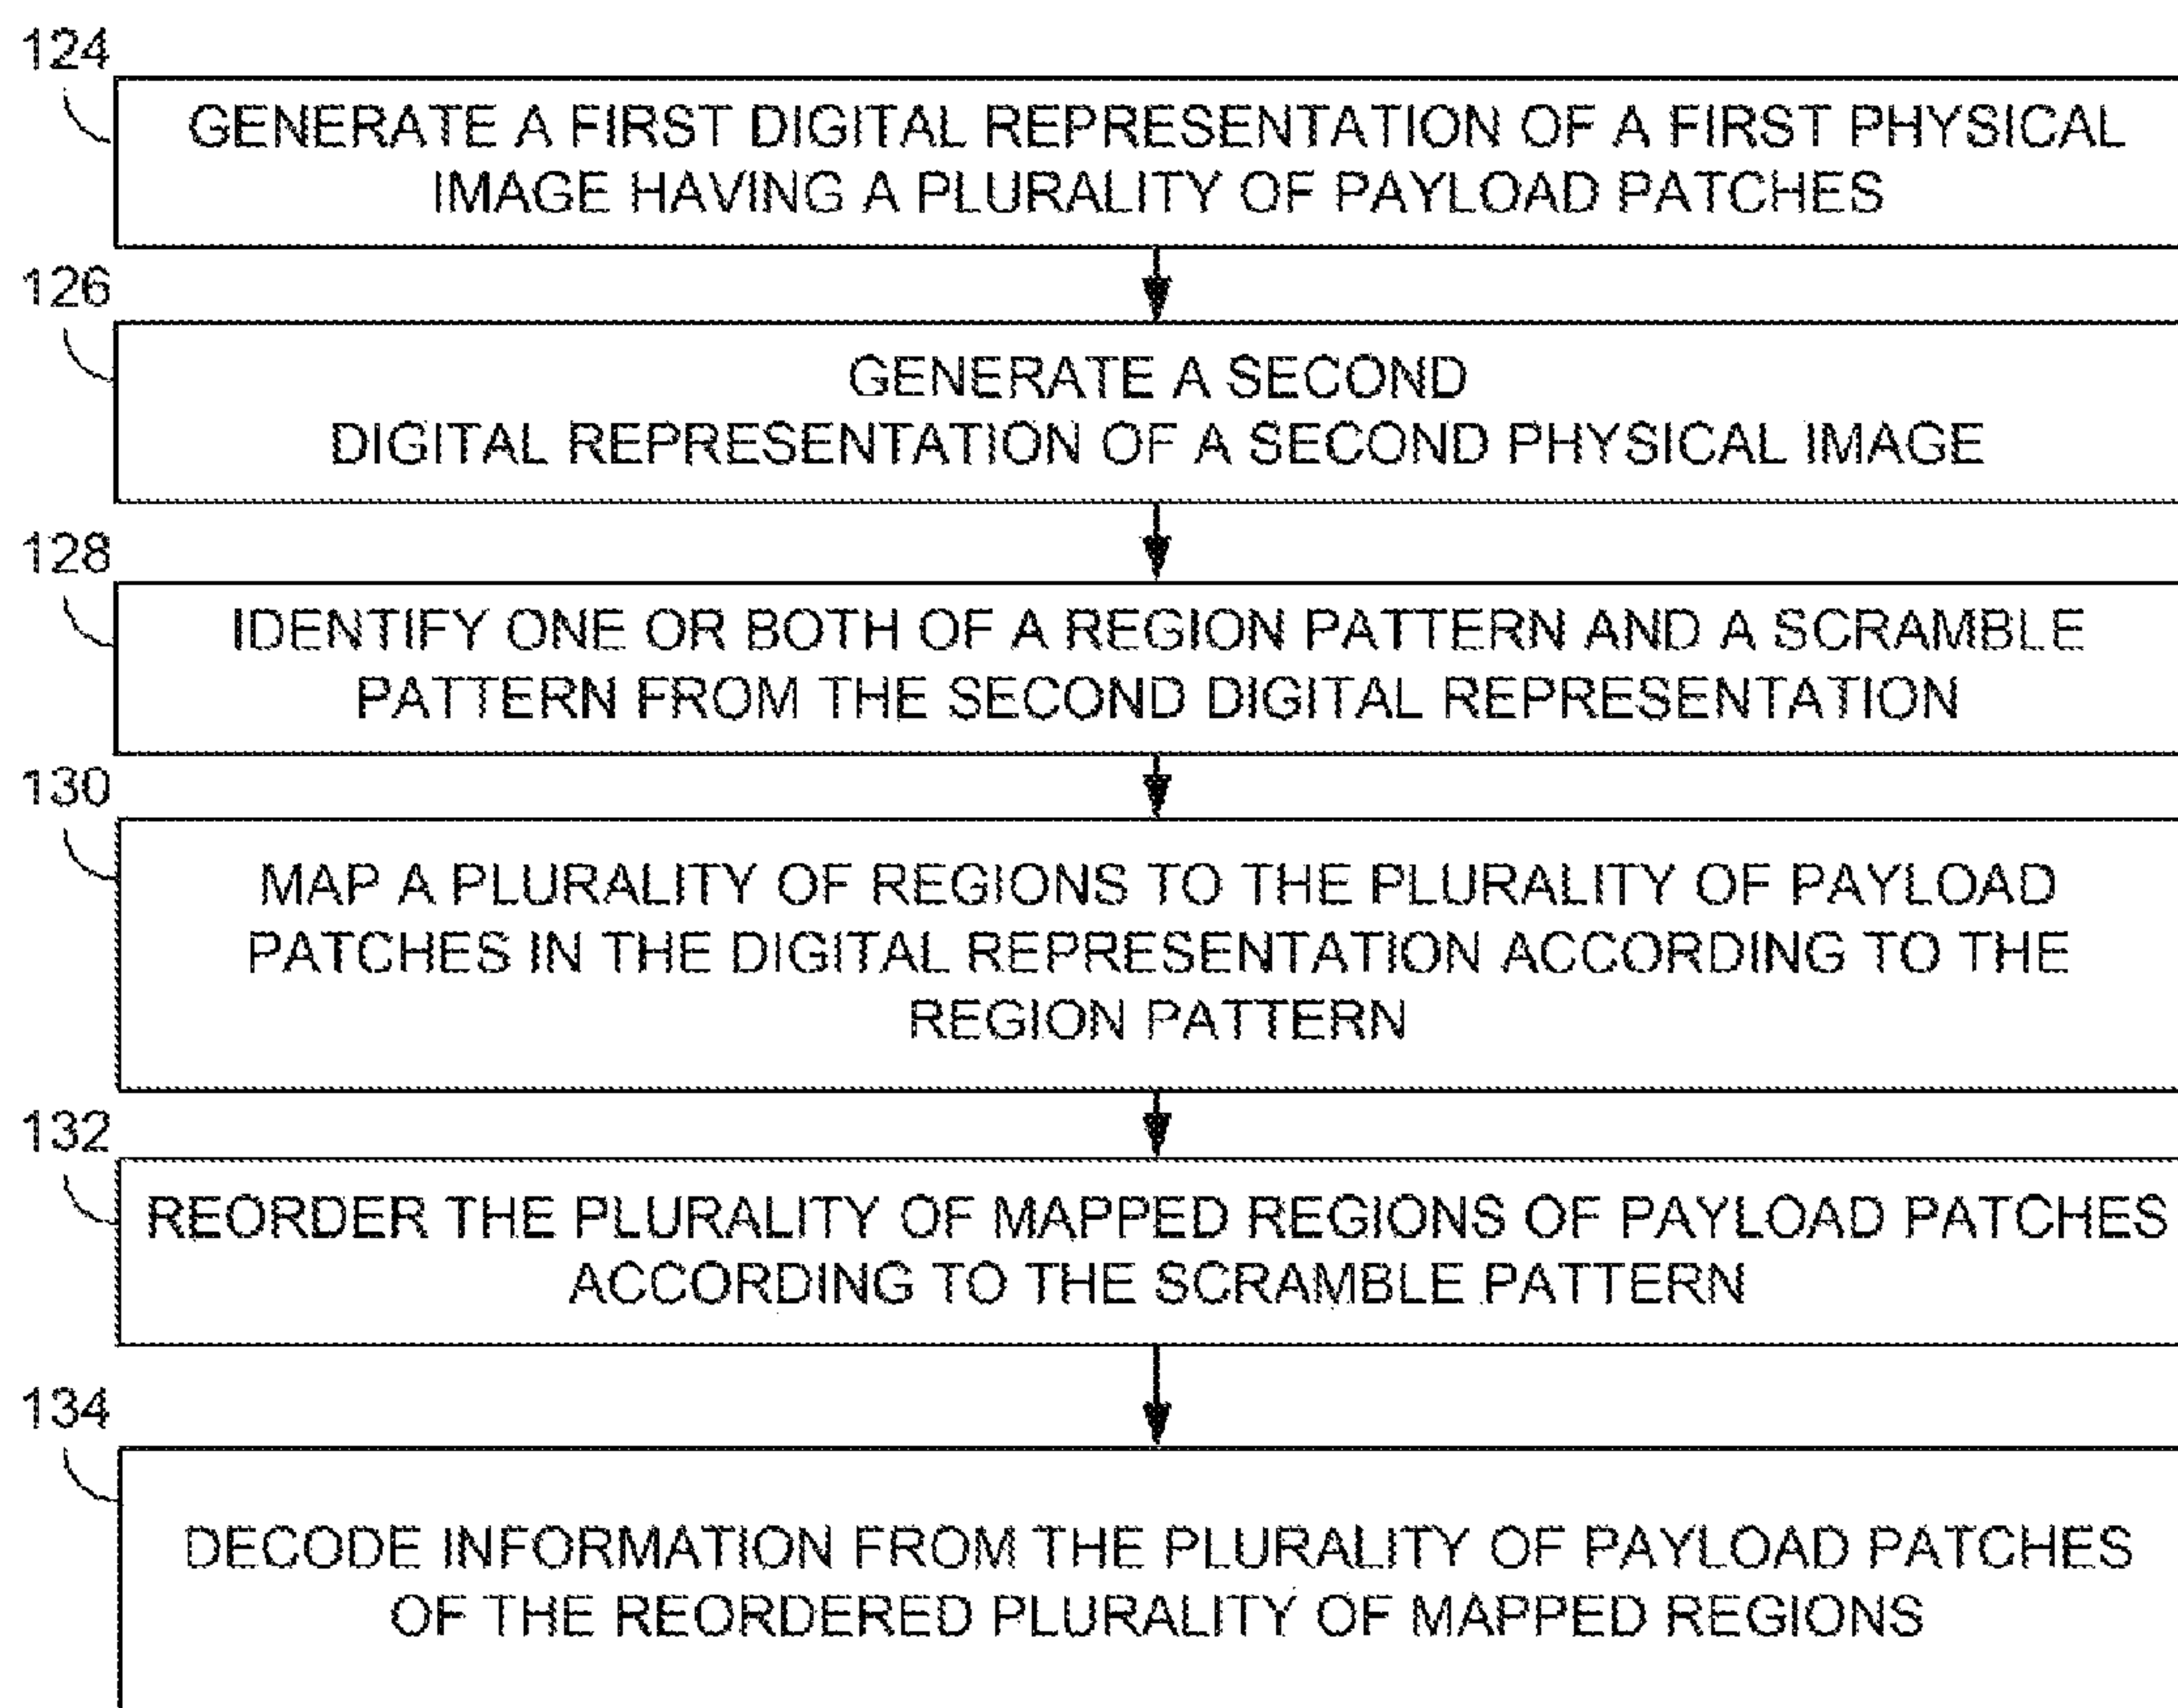 124
GENERATE A FIRST DIGITAL REPRESENTATION OF A FIRST PHYSICAL
IMAGE HAVING A PLURALITY OF PAYLOAD PATCHES
126
GENERATE A SECOND
DIGITAL REPRESENTATION OF A SECOND PHYSICAL IMAGE
128
IDENTIFY ONE OR BOTH OF A REGION PATTERN AND A SCRAMBLE
PATTERN FROM THE SECOND DIGITAL REPRESENTATION
130
MAP A PLURALITY OF REGIONS TO THE PLURALITY OF PAYLOAD
PATCHES IN THE DIGITAL REPRESENTATION ACCORDING TO THE
REGION PATTERN
132
REORDER THE PLURALITY OF MAPPED REGIONS OF PAYLOAD PATCHES
ACCORDING TO THE SCRAMBLE PATTERN
134
DECODE INFORMATION FROM THE PLURALITY OF PAYLOAD PATCHES
OF THE REORDERED PLURALITY OF MAPPED REGIONS